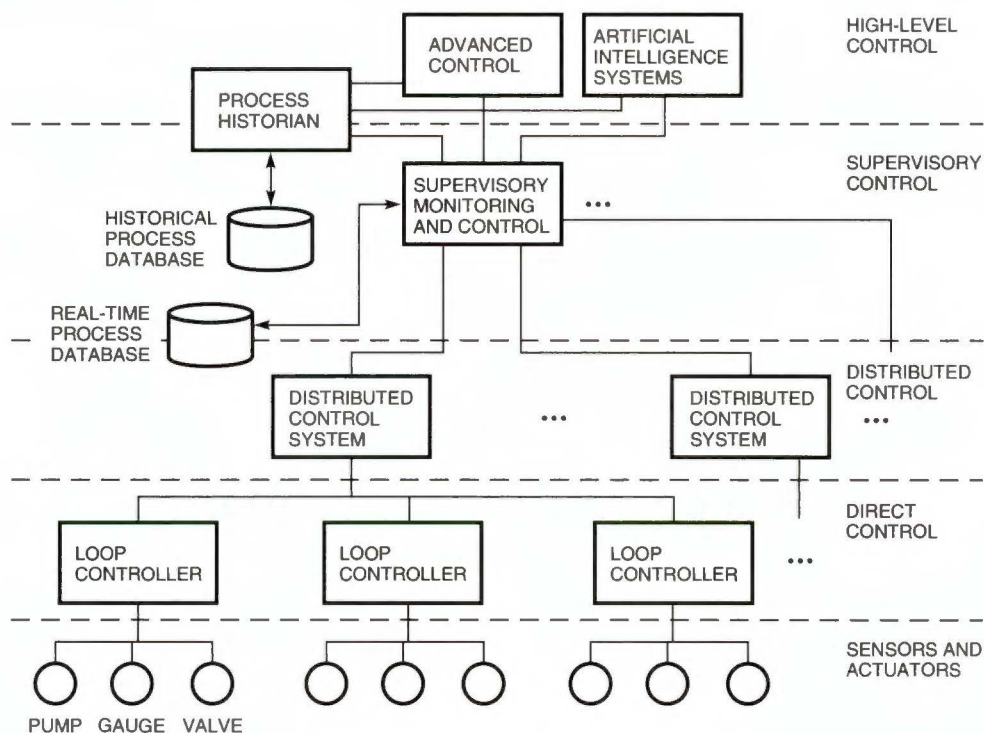 HIGH-LEVEL
CONTROL
ADVANCED
CONTROL
ARTIFICIAL
INTELLIGENCE
SYSTEMS
PROCESS
HISTORIAN
SUPERVISORY
CONTROL
SUPERVISORY
MONITORING
AND CONTROL
...
HISTORICAL
PROCESS
DATABASE
REAL-TIME
PROCESS
DATABASE
DISTRIBUTED
CONTROL
DISTRIBUTED
CONTROL
SYSTEM
...
DISTRIBUTED
CONTROL
SYSTEM
...
DIRECT
CONTROL
LOOP
CONTROLLER
LOOP
CONTROLLER
LOOP
CONTROLLER
...
SENSORS AND
ACTUATORS
PUMP GAUGE VALVE